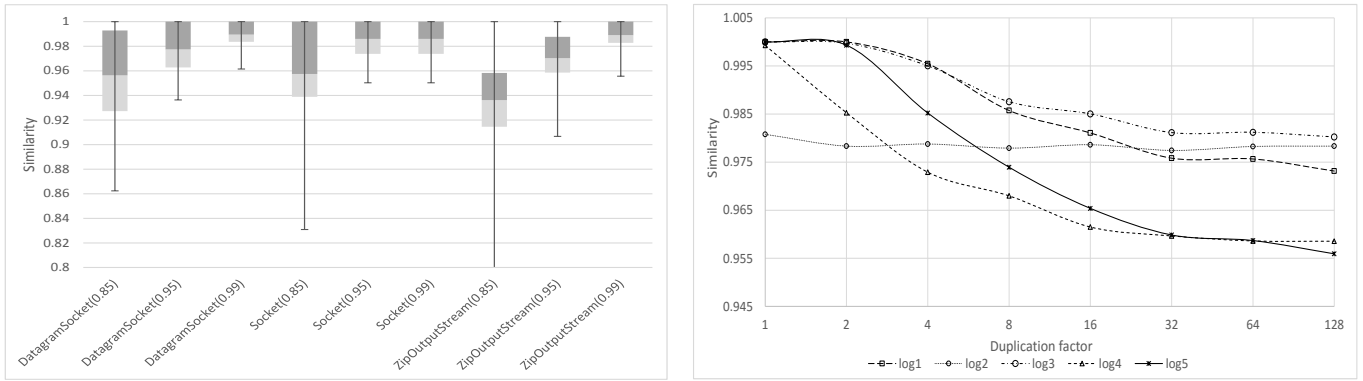 1
0.98
0.96
0.94
0.92
0.9
0.88
0.86
0.84
0.82
0.8
Similarity
DatagramSocket(0.85)
DatagramSocket(0.95)
DatagramSocket(0.99)
Socket(0.85)
Socket(0.95)
Socket(0.99)
ZipOutputStream(0.85)
ZipOutputStream(0.95)
ZipOutputStream(0.99)
1.005
0.995
0.985
0.975
0.965
0.955
0.945
Similarity
1 2 4 8 16 32 64 128
Duplication factor
log1 log2 log3 log4 log5